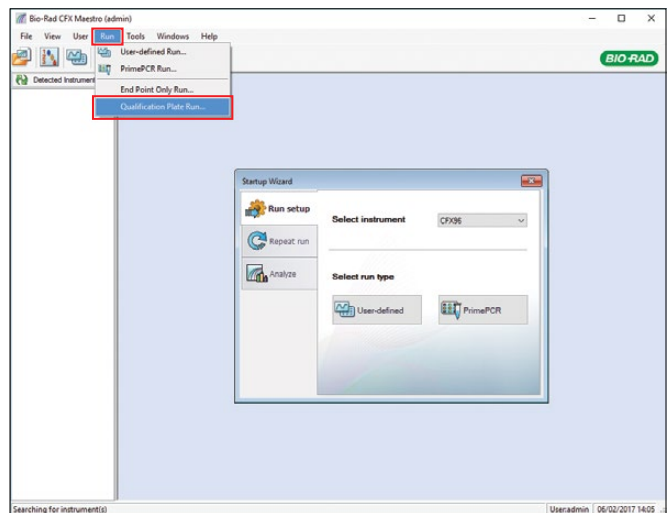 Bio-Rad CFX Maestro (admin)
File View User Run Tools Windows Help
User-defined Run...
PrimePCR Run...
End Point Only Run...
Qualification Plate Run...
BIO-RAD
Detected Instrument
Startup Wizard
Run setup
Repeat run
Analyze
Select instrument CFX96
Select run type
User-defined PrimePCR
Searching for instrument(s) User:admin 06/02/2017 14:05